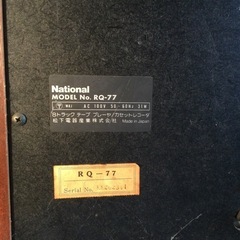 National
MODEL No. RQ-77
AC 100V 50-60Hz 31W
8トラック テープ プレーヤ/カセットレコーダ
松下電器産業株式会社 Made in Japan
RQ-77
Serial No.